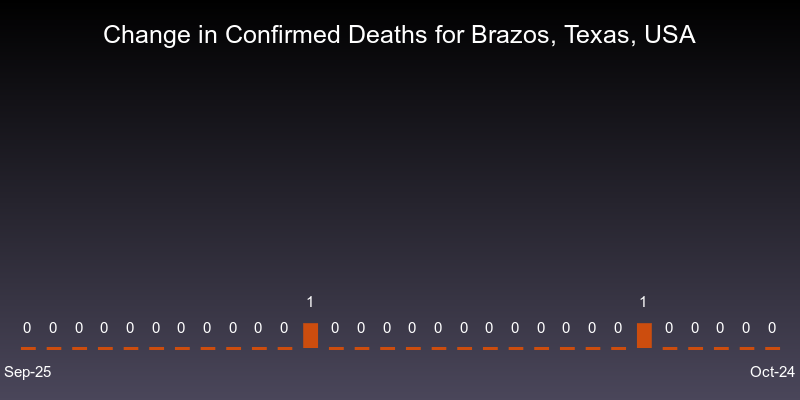 Change in Confirmed Deaths for Brazos, Texas, USA
1 1
0 0 0 0 0 0 0 0 0 0 0 0 0 0 0 0 0 0 0 0 0 0 0 0 0 0 0 0
Sep-25 Oct-24